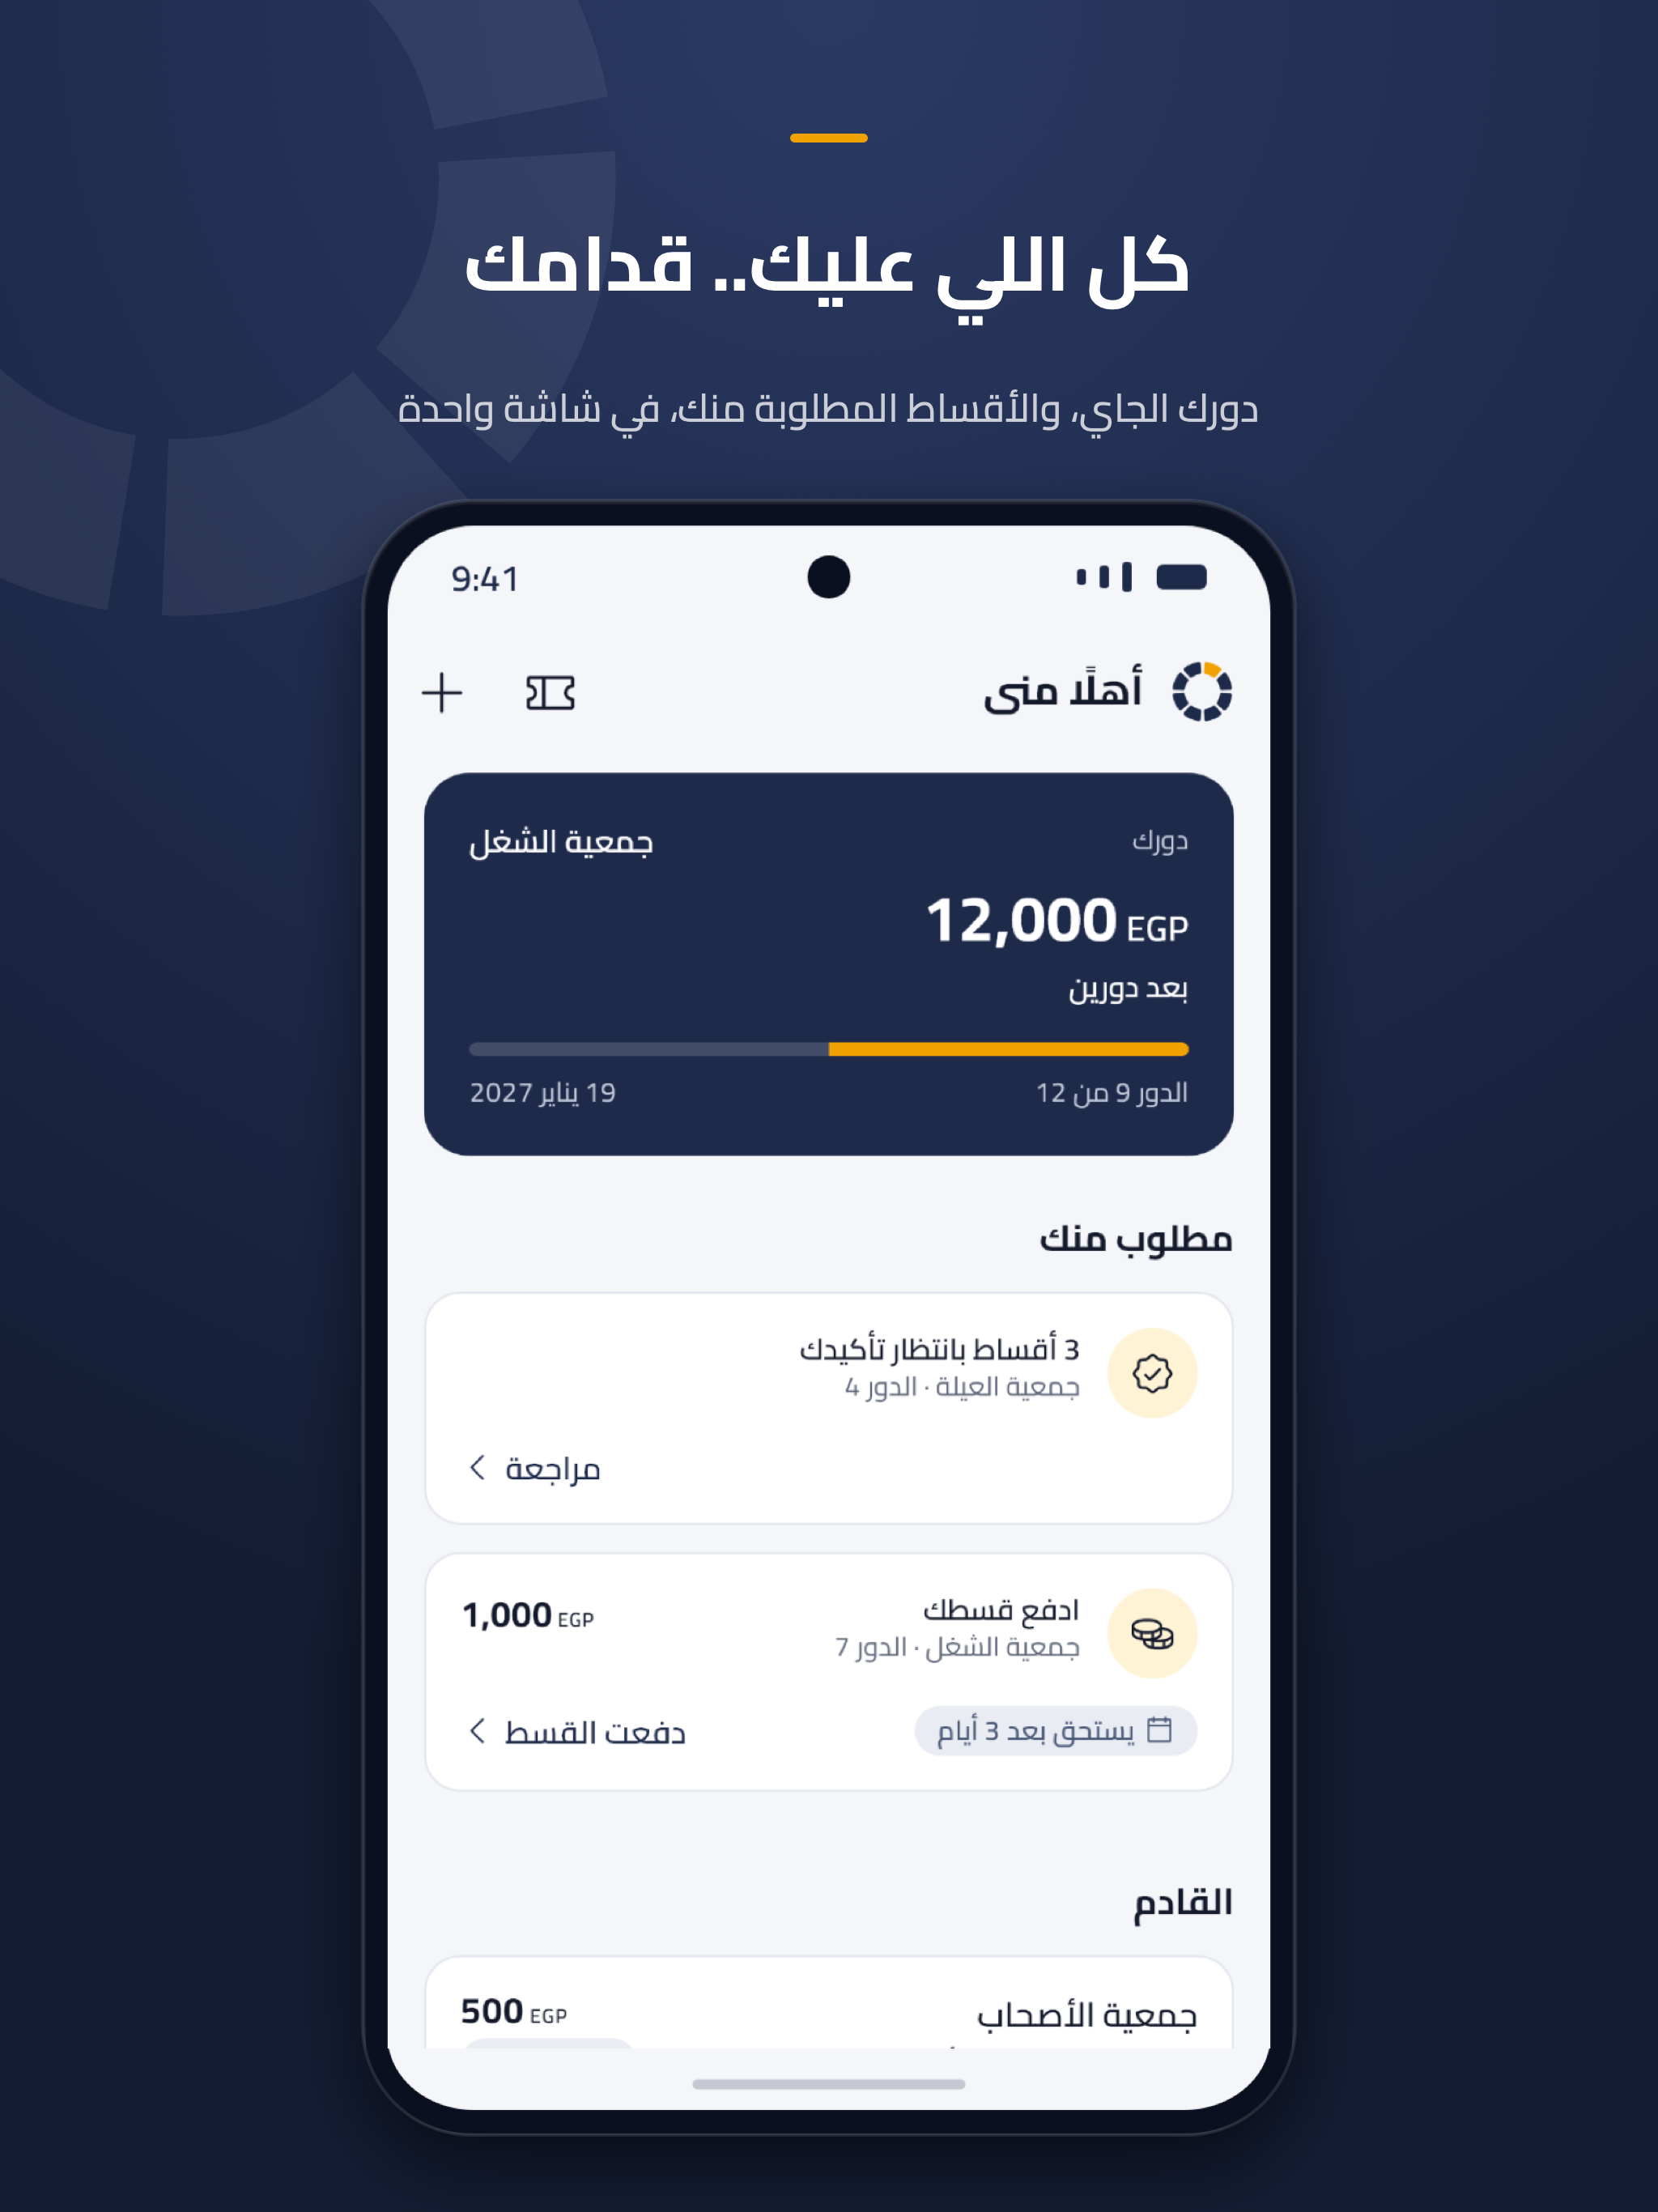 كل اللي عليك.. قدامك
دورك الجاي، والأقساط المطلوبة منك، في شاشة واحدة
9:41
أهلًا منى
دورك
جمعية الشغل
12,000 EGP
بعد دورين
الدور 9 من 12
19 يناير 2027
مطلوب منك
3 أقساط بانتظار تأكيدك
جمعية العيلة · الدور 4
مراجعة
ادفع قسطك
1,000 EGP
جمعية الشغل · الدور 7
يستحق بعد 3 أيام
دفعت القسط
القادم
جمعية الأصحاب
500 EGP